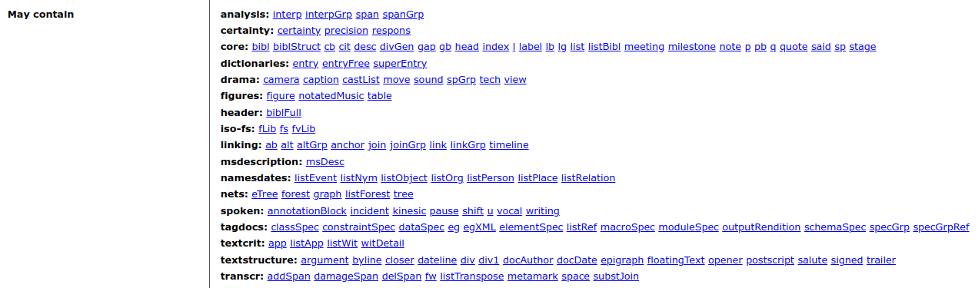 May contain
analysis: interp interpGrp span spanGrp
certainty: certainty precision respons
core: bibl biblStruct cb cit desc divGen gap gb head index l label lb lg list listBibl meeting milestone note p pb q quote said sp stage
dictionaries: entry entryFree superEntry
drama: camera caption castList move sound spGrp tech view
figures: figure notatedMusic table
header: biblFull
iso-fs: fLib fs fvLib
linking: ab alt altGrp anchor join joinGrp link linkGrp timeline
msdescription: msDesc
namesdates: listEvent listNym listObject listOrg listPerson listPlace listRelation
nets: eTree forest graph listForest tree
spoken: annotationBlock incident kinesic pause shift u vocal writing
tagdocs: classSpec constraintSpec dataSpec eg egXML elementSpec listRef macroSpec moduleSpec outputRendition schemaSpec specGrp specGrpRef
textcrit: app listApp listWit witDetail
textstructure: argument byline closer dateline div div1 docAuthor docDate epigraph floatingText opener postscript salute signed trailer
transcr: addSpan damageSpan delSpan fw listTranspose metamark space substJoin